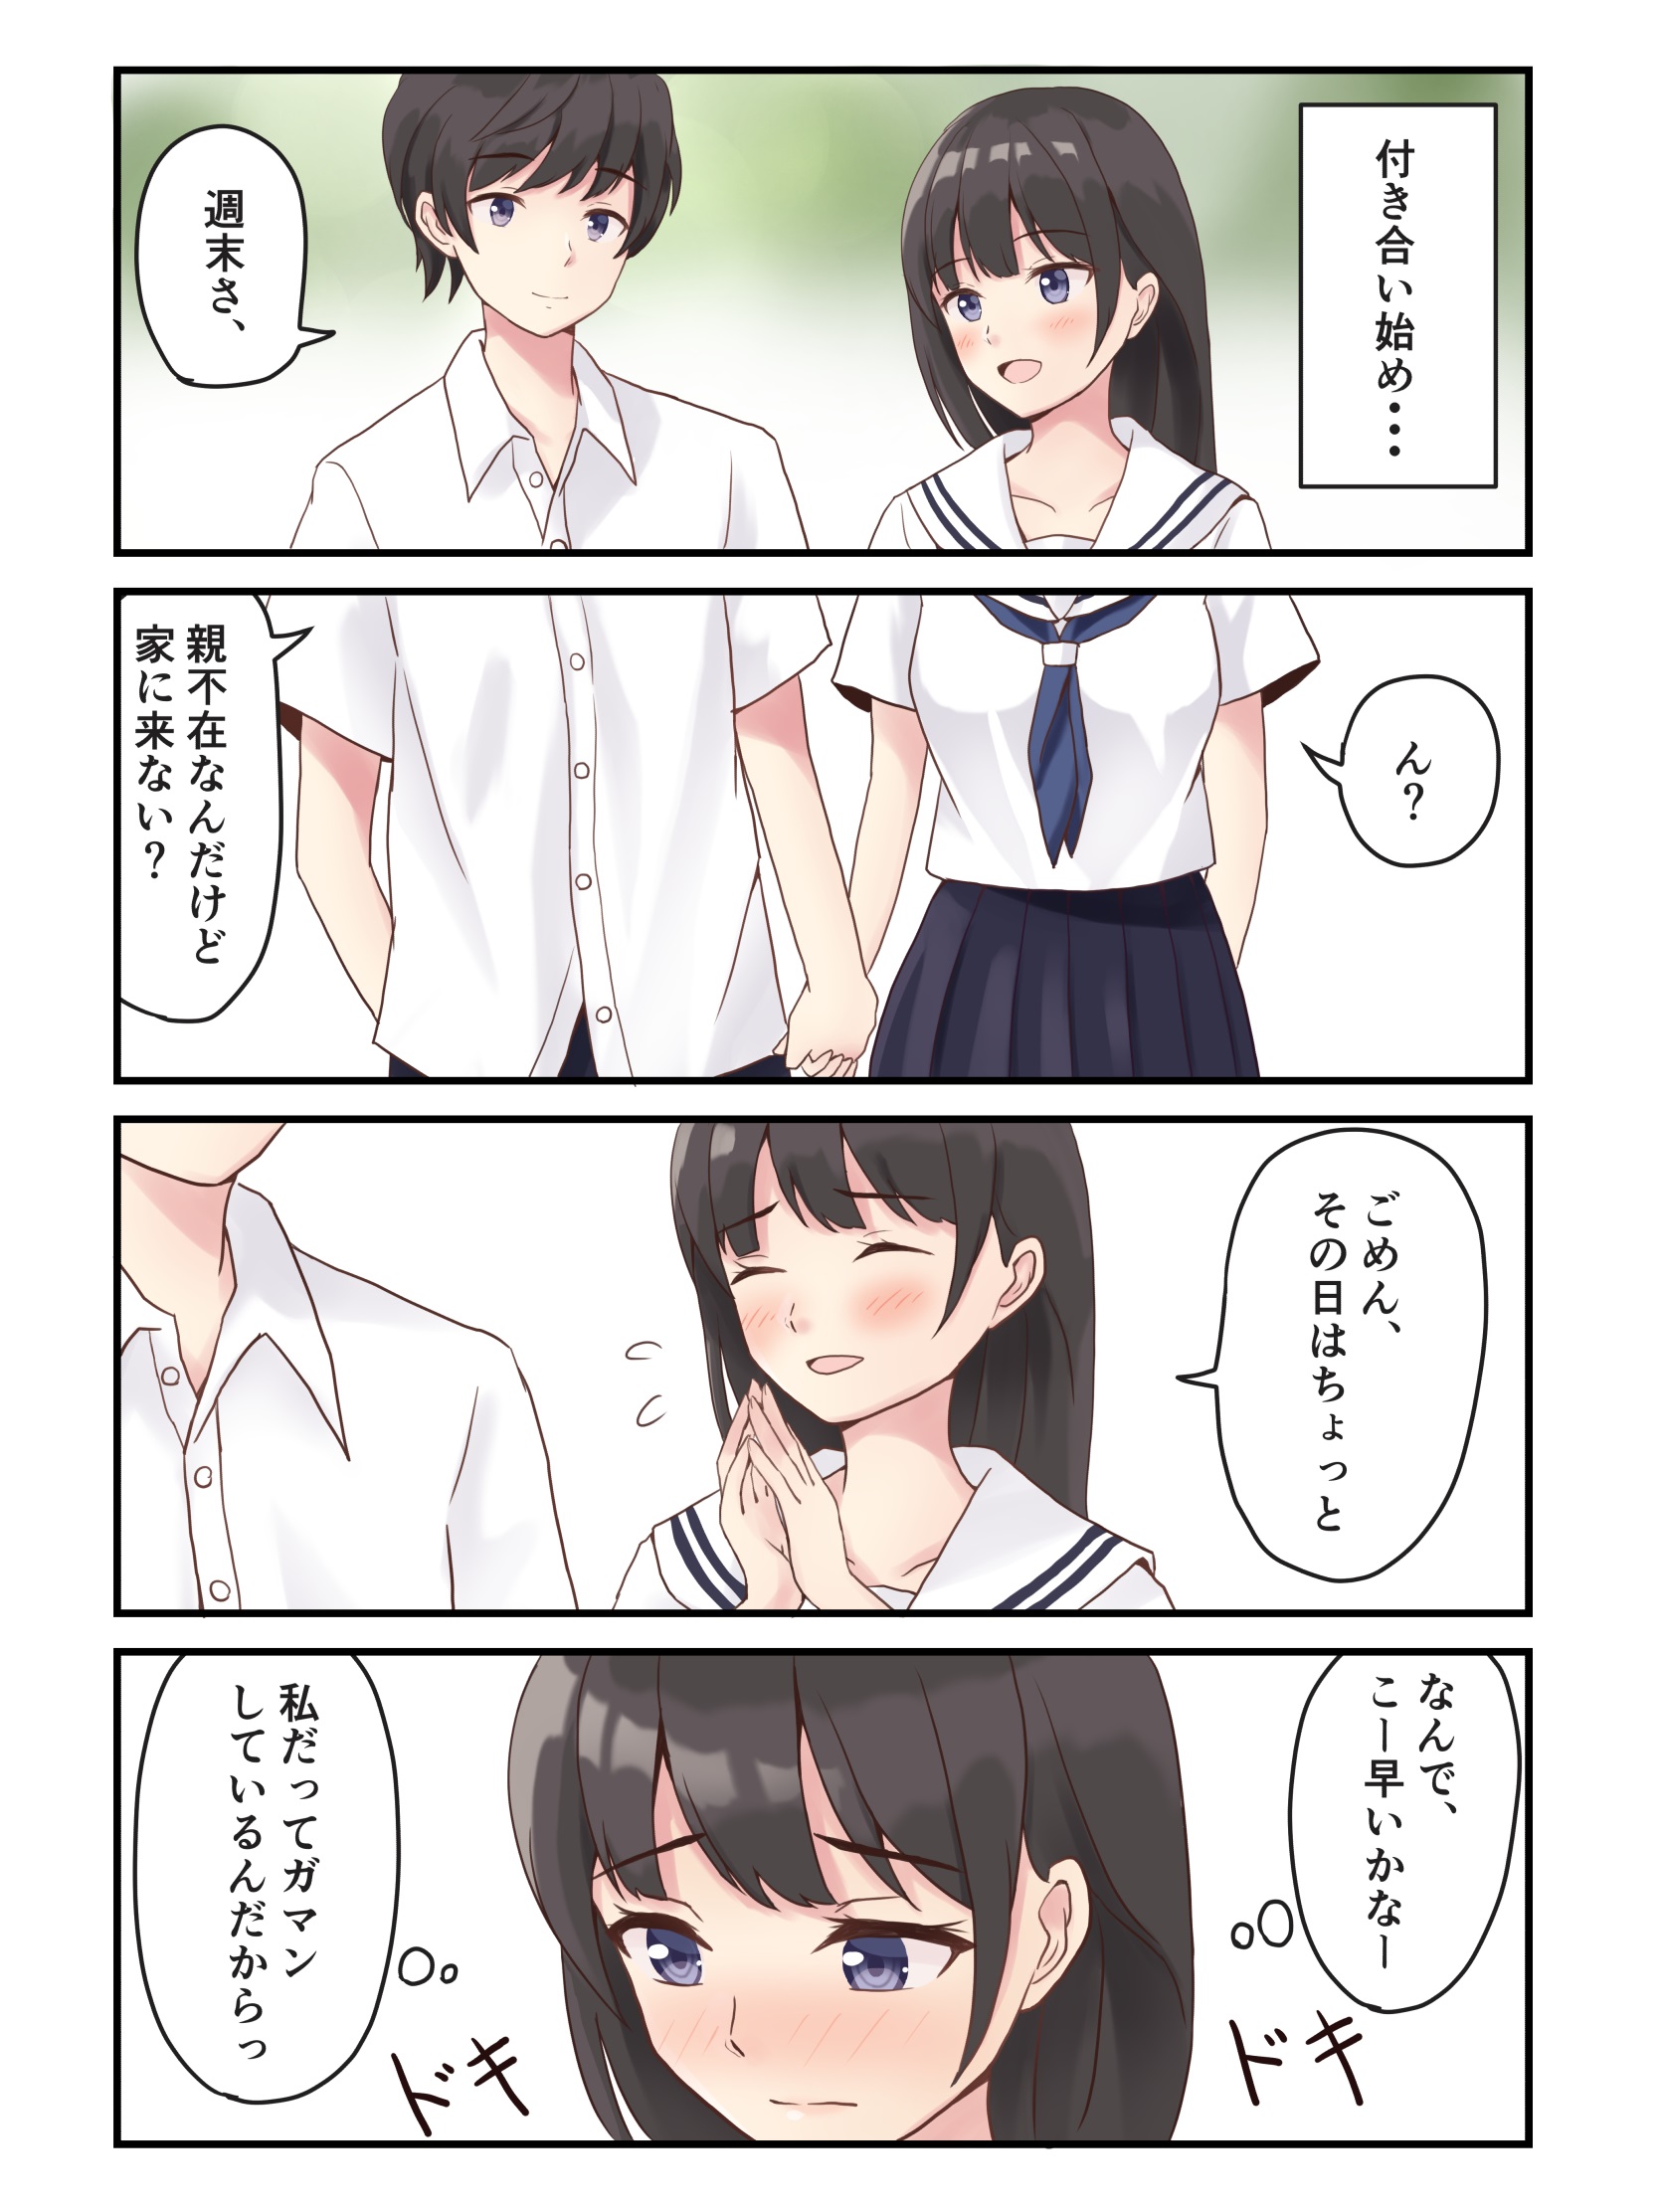 付き合い始め・・・
週末さ、
ん？
親不在なんだけど
家に来ない？
ごめん、
その日はちょっと
なんで、
こー早いかなー
ドキ
私だってガマン
しているんだからっ
ドキ